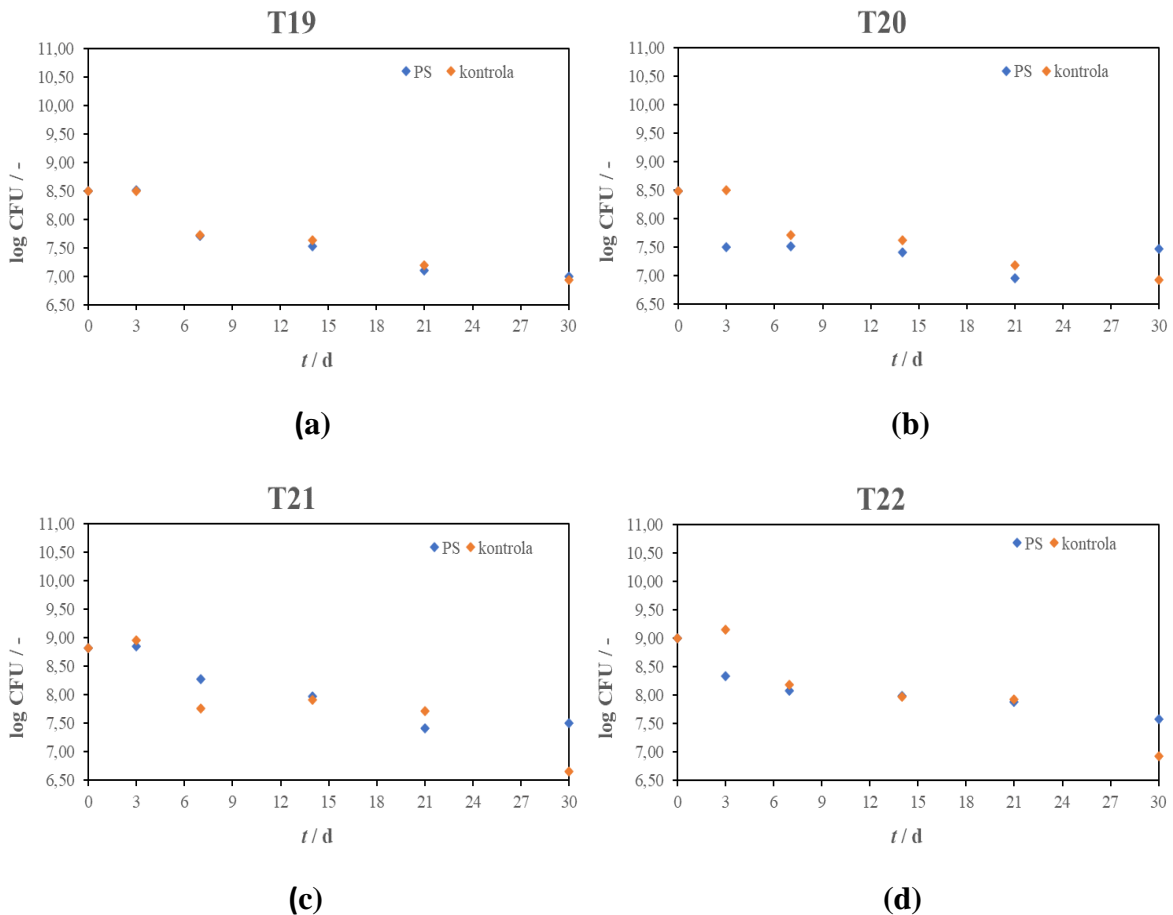 T19
T20
PS kontrola
PS kontrola
11,00
10,50
10,00
9,50
9,00
8,50
8,00
7,50
7,00
6,50
log CFU / -
0 3 6 9 12 15 18 21 24 27 30
t / d
11,00
10,50
10,00
9,50
9,00
8,50
8,00
7,50
7,00
6,50
log CFU / -
0 3 6 9 12 15 18 21 24 27 30
t / d
(a)
(b)
T21
T22
PS kontrola
PS kontrola
11,00
10,50
10,00
9,50
9,00
8,50
8,00
7,50
7,00
6,50
log CFU / -
0 3 6 9 12 15 18 21 24 27 30
t / d
11,00
10,50
10,00
9,50
9,00
8,50
8,00
7,50
7,00
6,50
log CFU / -
0 3 6 9 12 15 18 21 24 27 30
t / d
(c)
(d)